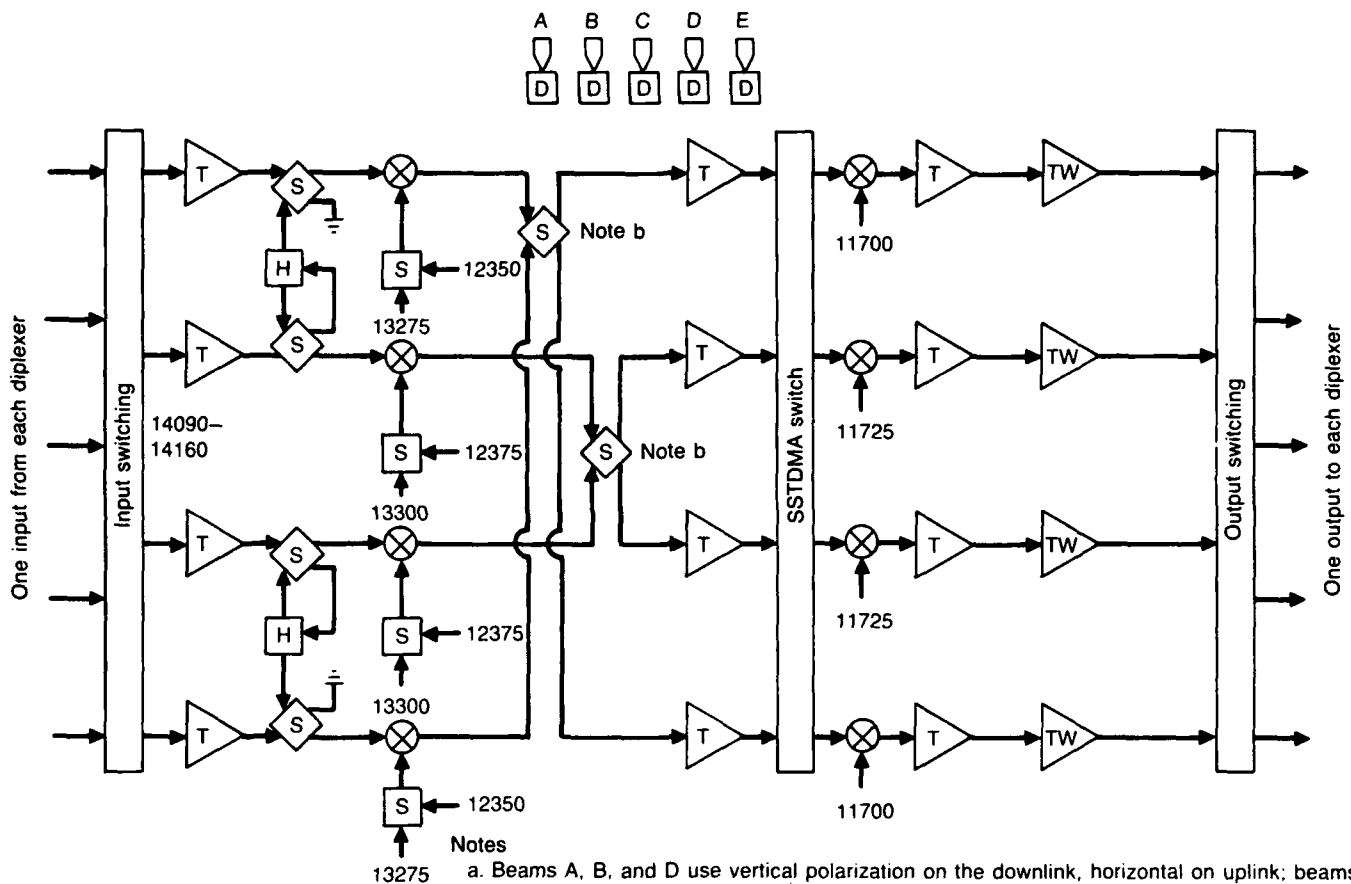 A B C D E
D D D D D
T S T T TW
S Note b
11700
H S 12350
13275
T S T T TW
One input from each diplexer
Input switching
14090–
14160
11725
S 12375 S Note b
SSTDMA switch
Output switching
One output to each diplexer
13300
T S T T TW
11725
H S 12375
13300
T S T T TW
S 12350
11700
13275
Notes
a. Beams A, B, and D use vertical polarization on the downlink, horizontal on uplink; beams